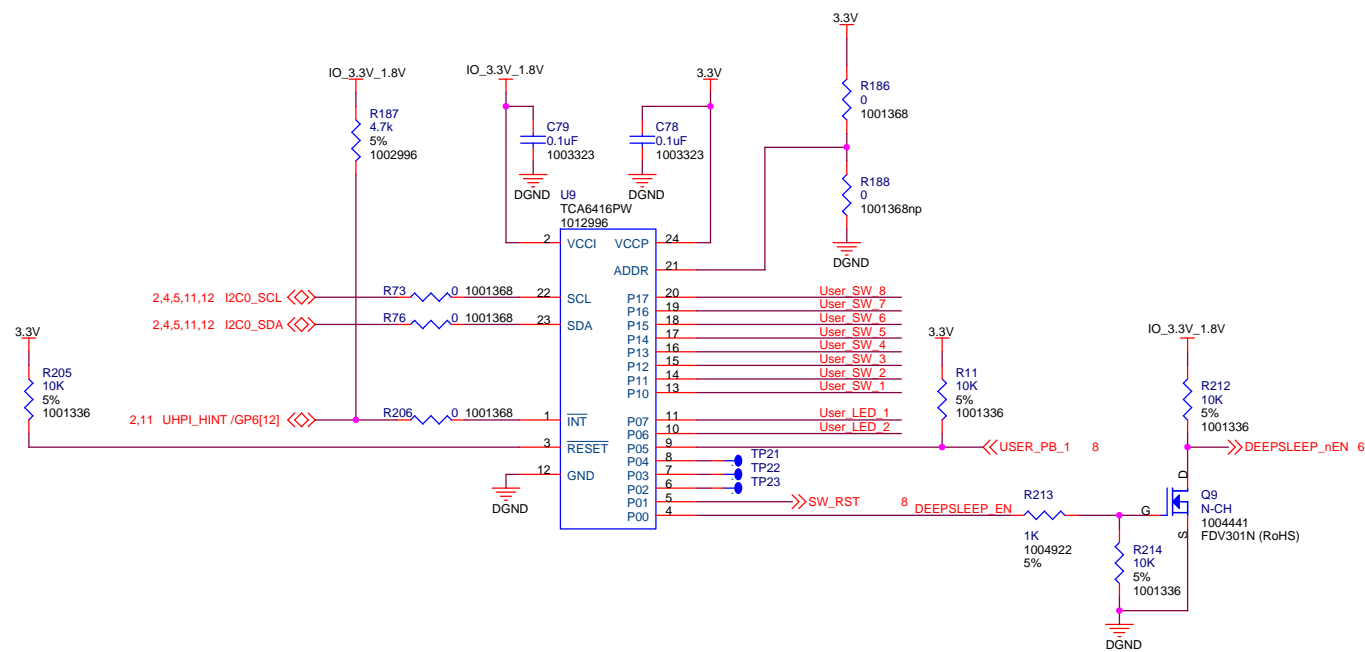 3.3V
R186
0
1001368
R188
0
1001368np
DGND
IO_3.3V_1.8V
R187
4.7k
5%
1002996
IO_3.3V_1.8V
C79
0.1uF
1003323
DGND
3.3V
C78
0.1uF
1003323
DGND
U9
TCA6416PW
1012996
2 VCCI VCCP 24
ADDR 21
2,4,5,11,12 I2C0_SCL R73 0 1001368 22 SCL
2,4,5,11,12 I2C0_SDA R76 0 1001368 23 SDA
P17 20 User_SW_8
P16 19 User_SW_7
P15 18 User_SW_6
P14 17 User_SW_5
P13 16 User_SW_4
P12 15 User_SW_3
P11 14 User_SW_2
P10 13 User_SW_1
3.3V
R205
10K
5%
1001336
2,11 UHPI_HINT /GP6[12] R206 0 1001368 1 INT
3 RESET
12 GND
DGND
P07 11 User_LED_1
P06 10 User_LED_2
P05 9 USER_PB_1 8
P04 8 TP21
P03 7 TP22
P02 6 TP23
P01 5 SW_RST 8
P00 4 DEEPSLEEP_EN
3.3V
R11
10K
5%
1001336
IO_3.3V_1.8V
R212
10K
5%
1001336
DEEPSLEEP_nEN 6
R213
1K
1004922
5%
R214
10K
5%
1001336
DGND
D
G
S
Q9
N-CH
1004441
FDV301N (RoHS)